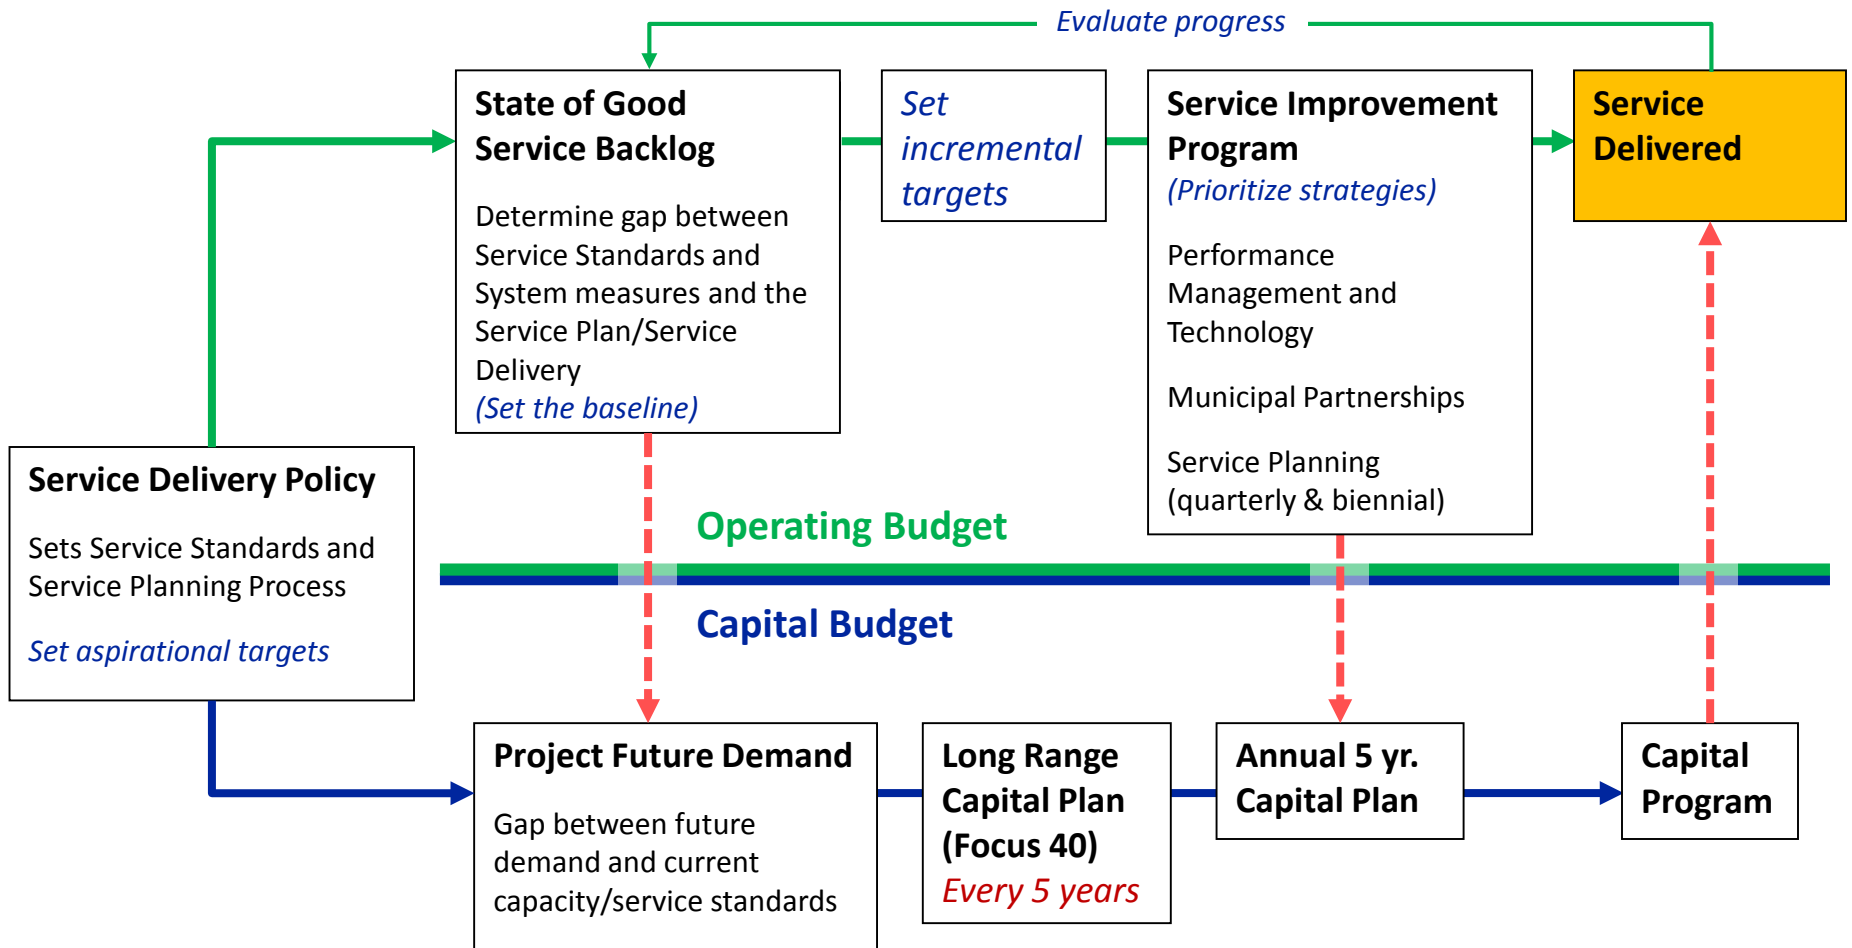 Evaluate progress
State of Good
Service Backlog
Determine gap between
Service Standards and
System measures and the
Service Plan/Service
Delivery
(Set the baseline)
Set
incremental
targets
Service Improvement
Program
(Prioritize strategies)
Performance
Management and
Technology
Municipal Partnerships
Service Planning
(quarterly & biennial)
Service
Delivered
Service Delivery Policy
Sets Service Standards and
Service Planning Process
Set aspirational targets
Operating Budget
Capital Budget
Project Future Demand
Gap between future
demand and current
capacity/service standards
Long Range
Capital Plan
(Focus 40)
Every 5 years
Annual 5 yr.
Capital Plan
Capital
Program